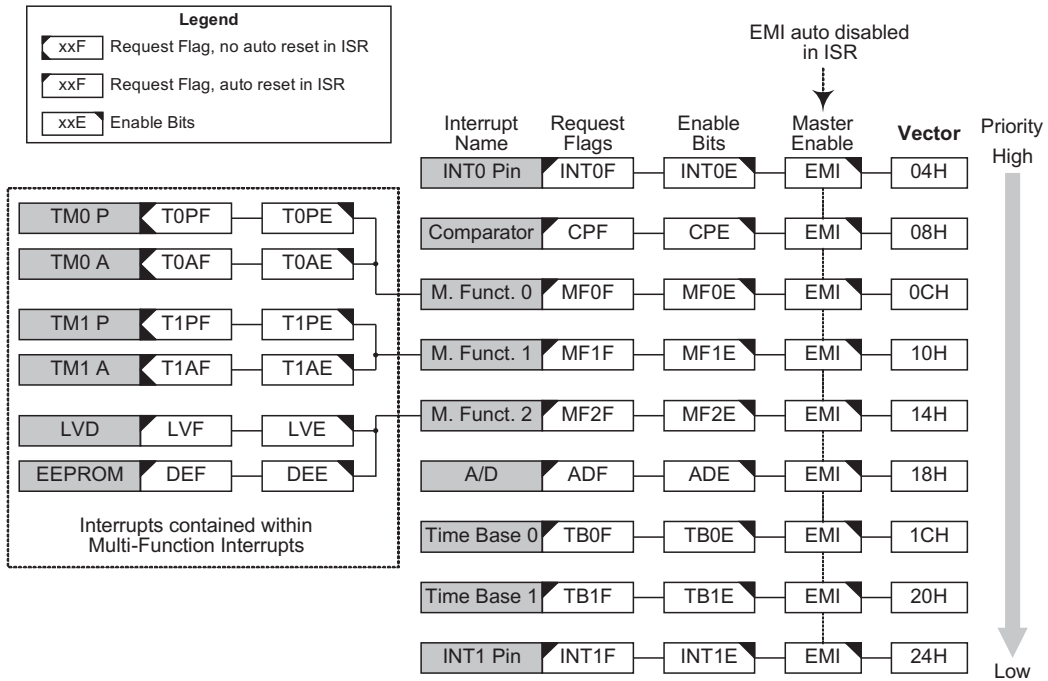 Legend
xxF Request Flag, no auto reset in ISR
xxF Request Flag, auto reset in ISR
xxE Enable Bits
EMI auto disabled
in ISR
Interrupt Name Request Flags Enable Bits Master Enable Vector Priority
High
INT0 Pin INT0F INT0E EMI 04H
Comparator CPF CPE EMI 08H
M. Funct. 0 MF0F MF0E EMI 0CH
M. Funct. 1 MF1F MF1E EMI 10H
M. Funct. 2 MF2F MF2E EMI 14H
A/D ADF ADE EMI 18H
Time Base 0 TB0F TB0E EMI 1CH
Time Base 1 TB1F TB1E EMI 20H
INT1 Pin INT1F INT1E EMI 24H
Low
TM0 P T0PF T0PE
TM0 A T0AF T0AE
TM1 P T1PF T1PE
TM1 A T1AF T1AE
LVD LVF LVE
EEPROM DEF DEE
Interrupts contained within
Multi-Function Interrupts